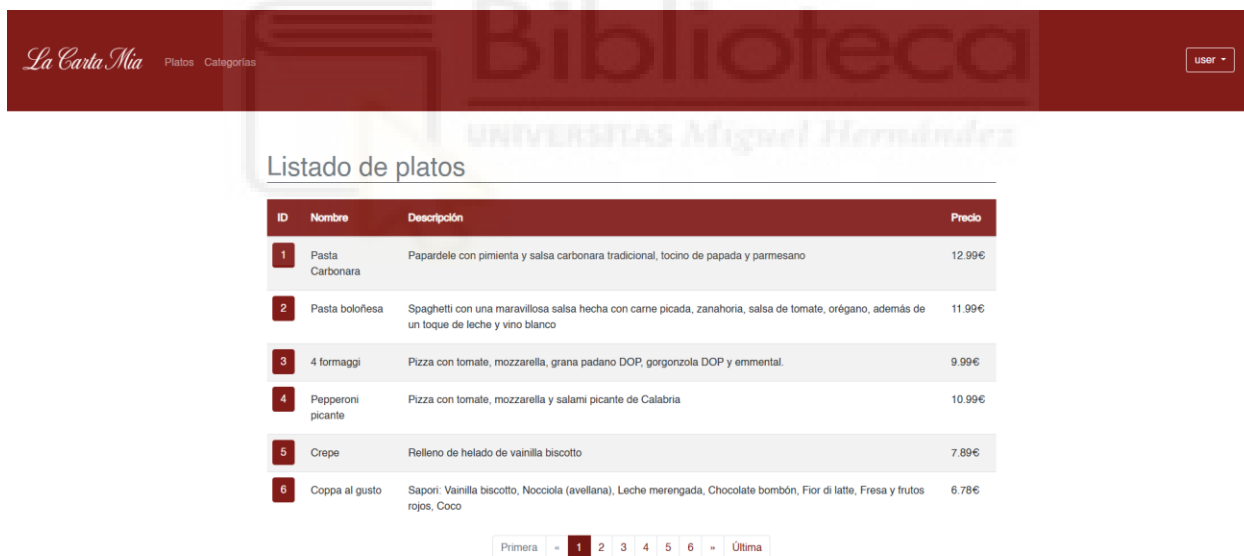 Biblioteca
UNIVERSITAS Miguel Hernández
La Carta Mia Platos Categorías user
Listado de platos
ID Nombre Descripción Precio
1 Pasta Carbonara Papardele con pimienta y salsa carbonara tradicional, tocino de papada y parmesano 12.99€
2 Pasta boloñesa Spaghetti con una maravillosa salsa hecha con carne picada, zanahoria, salsa de tomate, orégano, además de
un toque de leche y vino blanco 11.99€
3 4 formaggi Pizza con tomate, mozzarella, grana padano DOP, gorgonzola DOP y emmental. 9.99€
4 Pepperoni picante Pizza con tomate, mozzarella y salami picante de Calabria 10.99€
5 Crepe Relleno de helado de vainilla biscotto 7.89€
6 Coppa al gusto Sapori: Vainilla biscotto, Nocciola (avellana), Leche merengada, Chocolate bombón, Fior di latte, Fresa y frutos
rojos, Coco 6.78€
Primera « 1 2 3 4 5 6 » Última